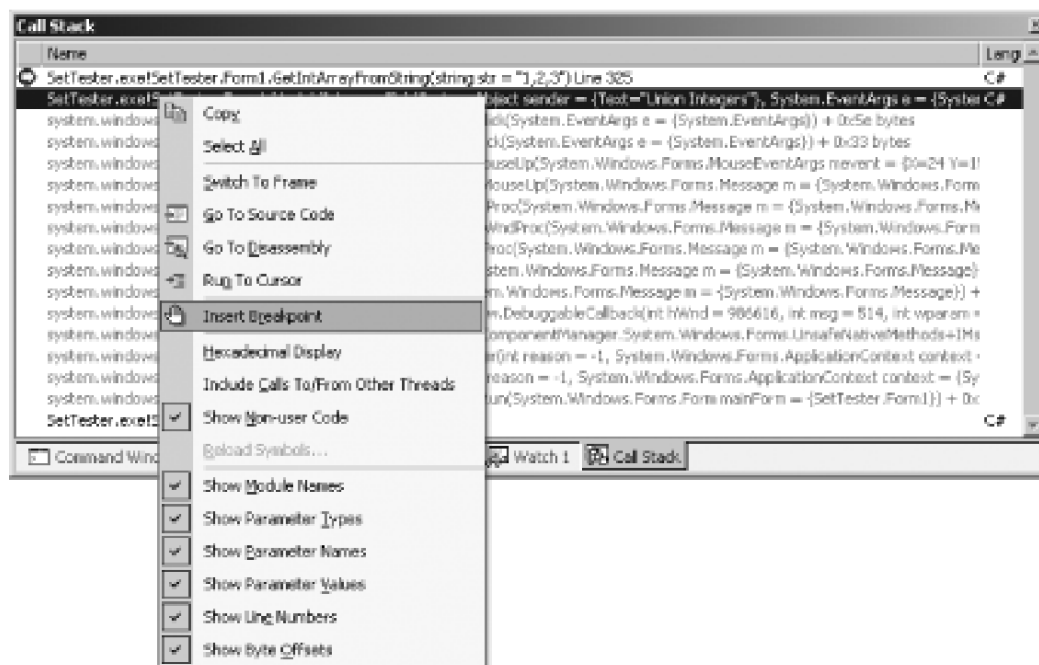 Call Stack
Name Lang
SetTester.exe!SetTester.Form1.GetIntArrayFromString(string str = "1,2,3") Line 325 C#
SetTester.exe!S object sender = {Text="Union Integers"}, System.EventArgs e = {System C#
system.windows ick(System.EventArgs e = {System.EventArgs}) + 0x5e bytes
system.windows ck(System.EventArgs e = {System.EventArgs}) + 0x33 bytes
system.windows ouseUp(System.Windows.Forms.MouseEventArgs mevent = {X=24 Y=1
system.windows MouseUp(System.Windows.Forms.Message m = {System.Windows.Form
system.windows Proc(System.Windows.Forms.Message m = {System.Windows.Forms.Me
system.windows WndProc(System.Windows.Forms.Message m = {System.Windows.Form
system.windows Proc(System.Windows.Forms.Message m = {System.Windows.Forms.Me
system.windows stem.Windows.Forms.Message m = {System.Windows.Forms.Message}
system.windows m.Windows.Forms.Message m = {System.Windows.Forms.Message}) +
system.windows w.DebuggableCallback(int hWnd = 986616, int msg = 514, int wparam =
system.windows omponentManager.System.Windows.Forms.UnsafeNativeMethods+IMs
system.windows er(int reason = -1, System.Windows.Forms.ApplicationContext context =
system.windows reason = -1, System.Windows.Forms.ApplicationContext context = {Sy
system.windows un(System.Windows.Forms.Form mainForm = {SetTester.Form1}) + 0x
SetTester.exe!S C#
Copy
Select All
Switch To Frame
Go To Source Code
Go To Disassembly
Run To Cursor
Insert Breakpoint
Hexadecimal Display
Include Calls To/From Other Threads
Show Non-user Code
Reload Symbols...
Show Module Names
Show Parameter Types
Show Parameter Names
Show Parameter Values
Show Line Numbers
Show Byte Offsets
Command Wind Watch 1 Call Stack